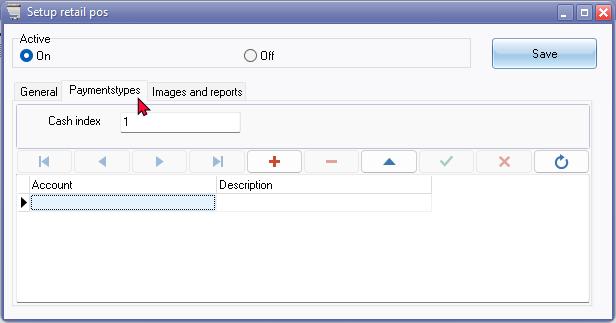 Setup retail pos
Active
On Off
Save
General Paymentstypes Images and reports
Cash index 1
Account Description